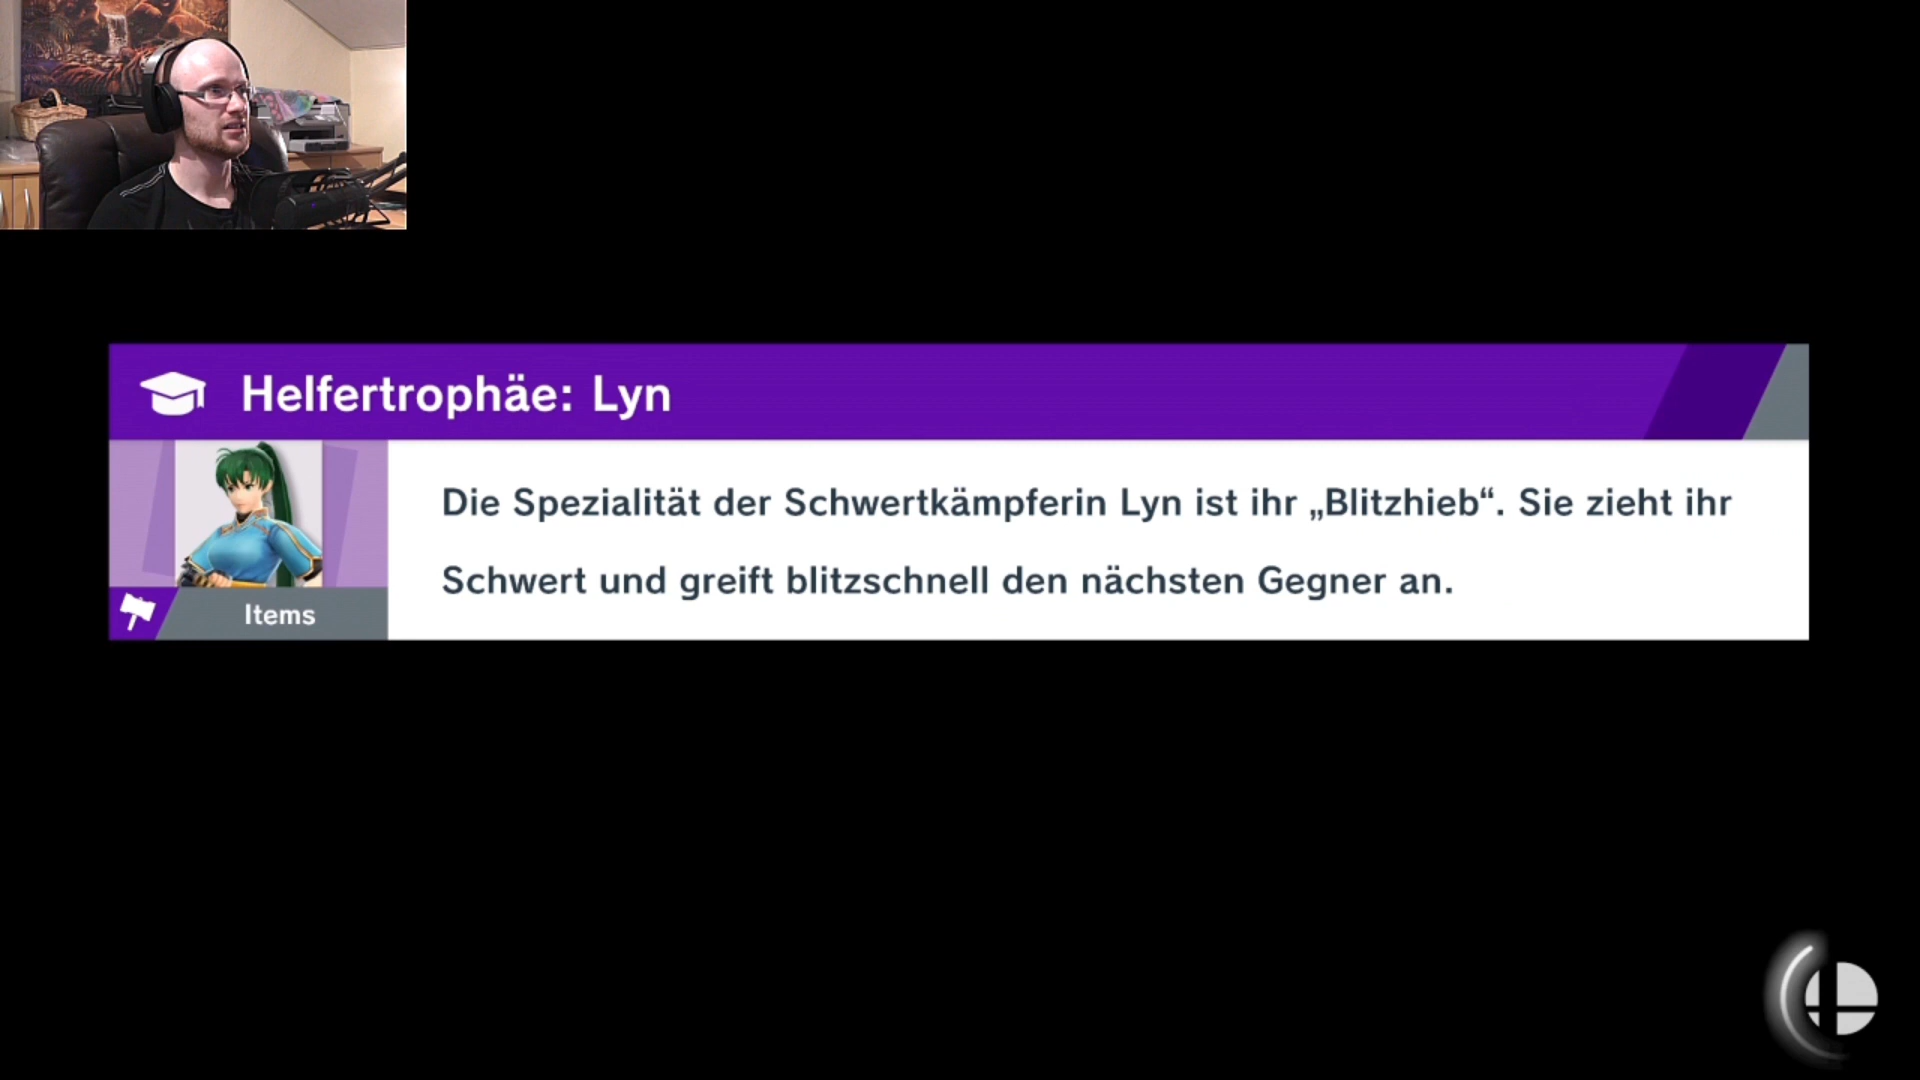 Helfertrophäe: Lyn
Die Spezialität der Schwertkämpferin Lyn ist ihr „Blitzhieb“. Sie zieht ihr
Schwert und greift blitzschnell den nächsten Gegner an.
Items